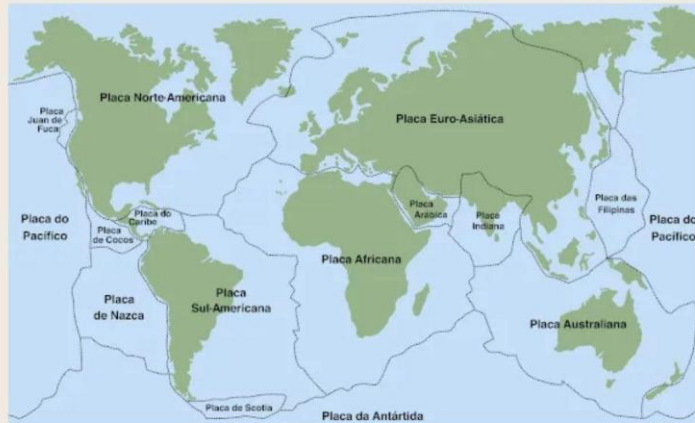 Placa Norte-Americana
Placa Euro-Asiática
Placa
Juan de
Fuca
Placa do
Pacífico
Placa do
Caribe
Placa
de Cocos
Placa
Arábica
Placa
Indiana
Placa das
Filipinas
Placa do
Pacífico
Placa
de Nazca
Placa
Sul-Americana
Placa Africana
Placa Australiana
Placa de Scotia
Placa da Antártida